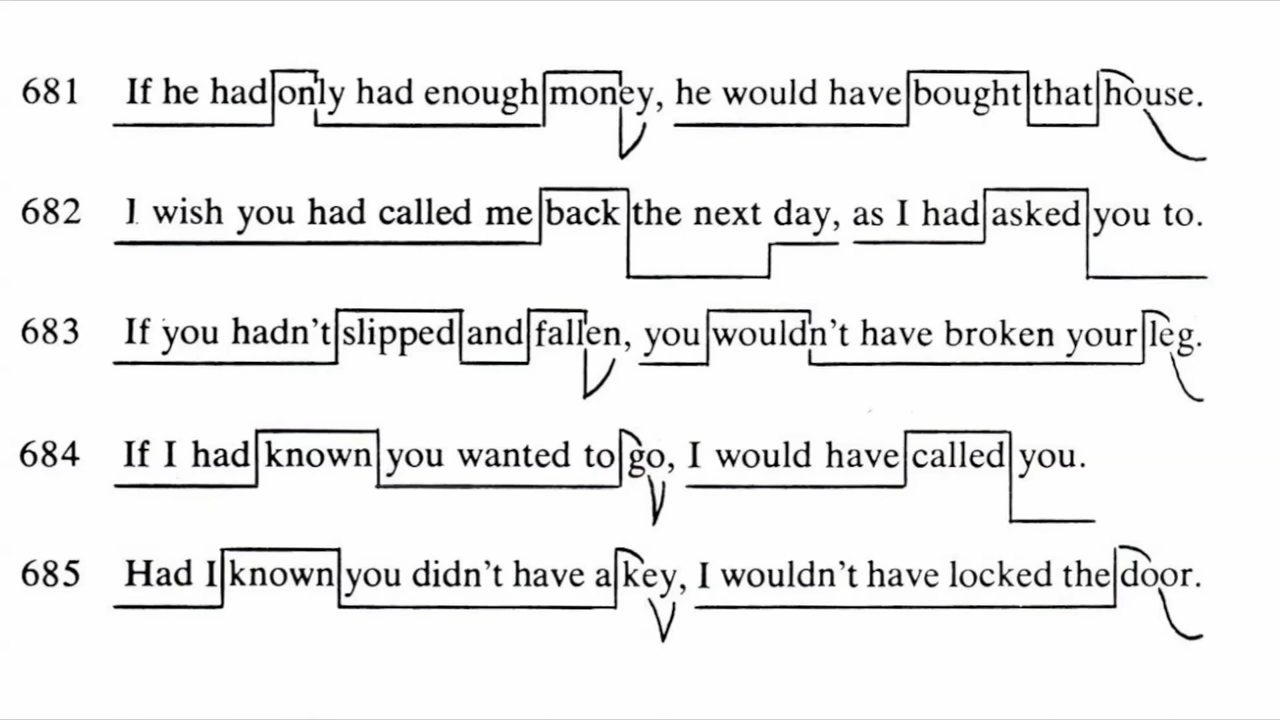 681 If he had only had enough money, he would have bought that house.
682 I wish you had called me back the next day, as I had asked you to.
683 If you hadn't slipped and fallen, you wouldn't have broken your leg.
684 If I had known you wanted to go, I would have called you.
685 Had I known you didn't have a key, I wouldn't have locked the door.